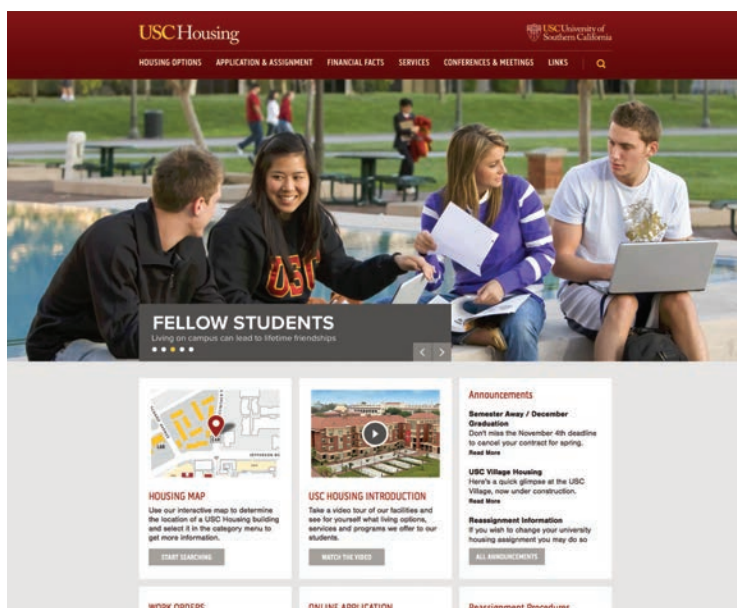 USC Housing
USC University of
Southern California
HOUSING OPTIONS APPLICATION & ASSIGNMENT FINANCIAL FACTS SERVICES CONFERENCES & MEETINGS LINKS
USC
FELLOW STUDENTS
Living on campus can lead to lifetime friendships
HOUSING MAP
Use our interactive map to determine
the location of a USC Housing building
and select it in the category menu to
get more information.
START SEARCHING
USC HOUSING INTRODUCTION
Take a video tour of our facilities and
see for yourself what living options,
services and programs we offer to our
students.
WATCH THE VIDEO
Announcements
Semester Away / December
Graduation
Don't miss the November 4th deadline
to cancel your contract for spring.
Read More
USC Village Housing
Here's a quick glimpse at the USC
Village, now under construction.
Read More
Reassignment Information
If you wish to change your university
housing assignment you may do so
ALL ANNOUNCEMENTS
WORK ORDERS
ONLINE APPLICATION
Reassignment Procedures